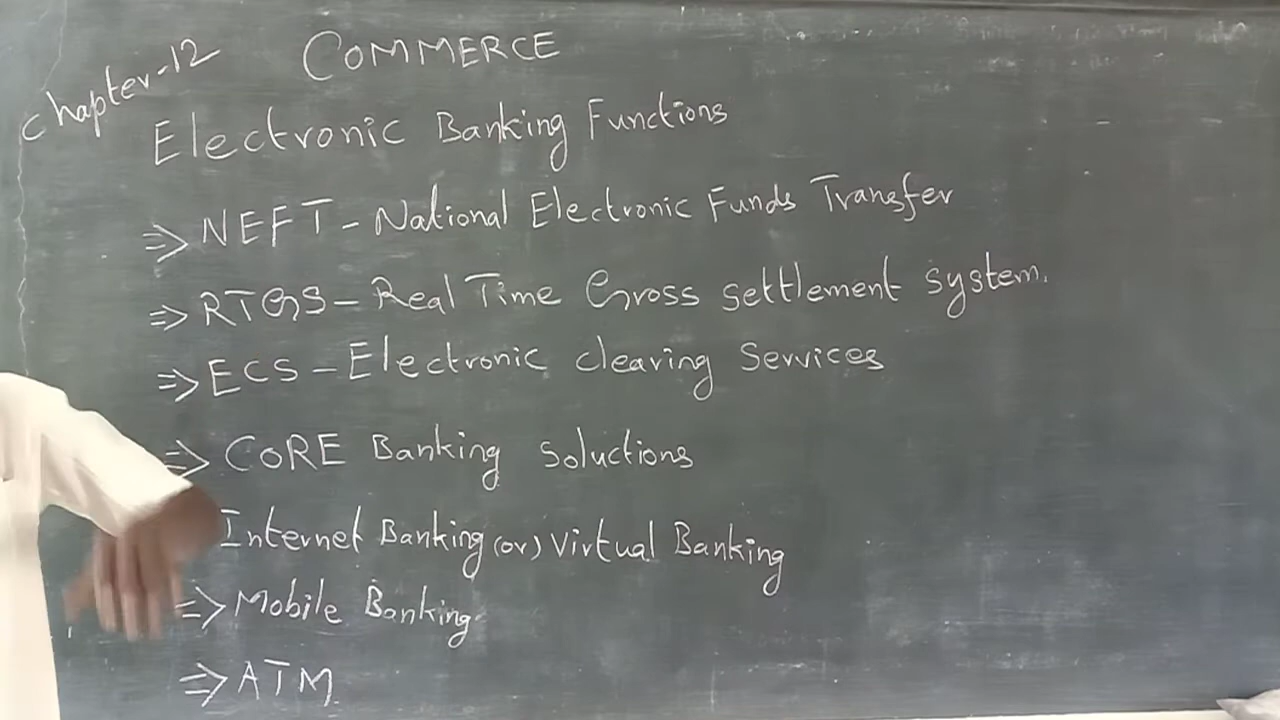 Chapter-12
COMMERCE
Electronic Banking Functions
⇒ NEFT - National Electronic Funds Transfer
⇒ RTGS - Real Time Gross settlement system.
⇒ ECS - Electronic clearing Services
⇒ CORE Banking Soluctions
Internet Banking (or) Virtual Banking
⇒ Mobile Banking
⇒ ATM